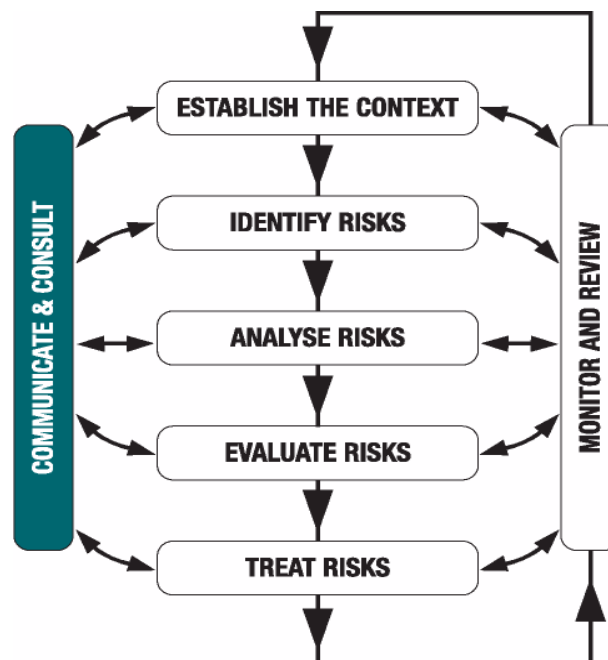 ESTABLISH THE CONTEXT
IDENTIFY RISKS
ANALYSE RISKS
EVALUATE RISKS
TREAT RISKS
COMMUNICATE & CONSULT
MONITOR AND REVIEW